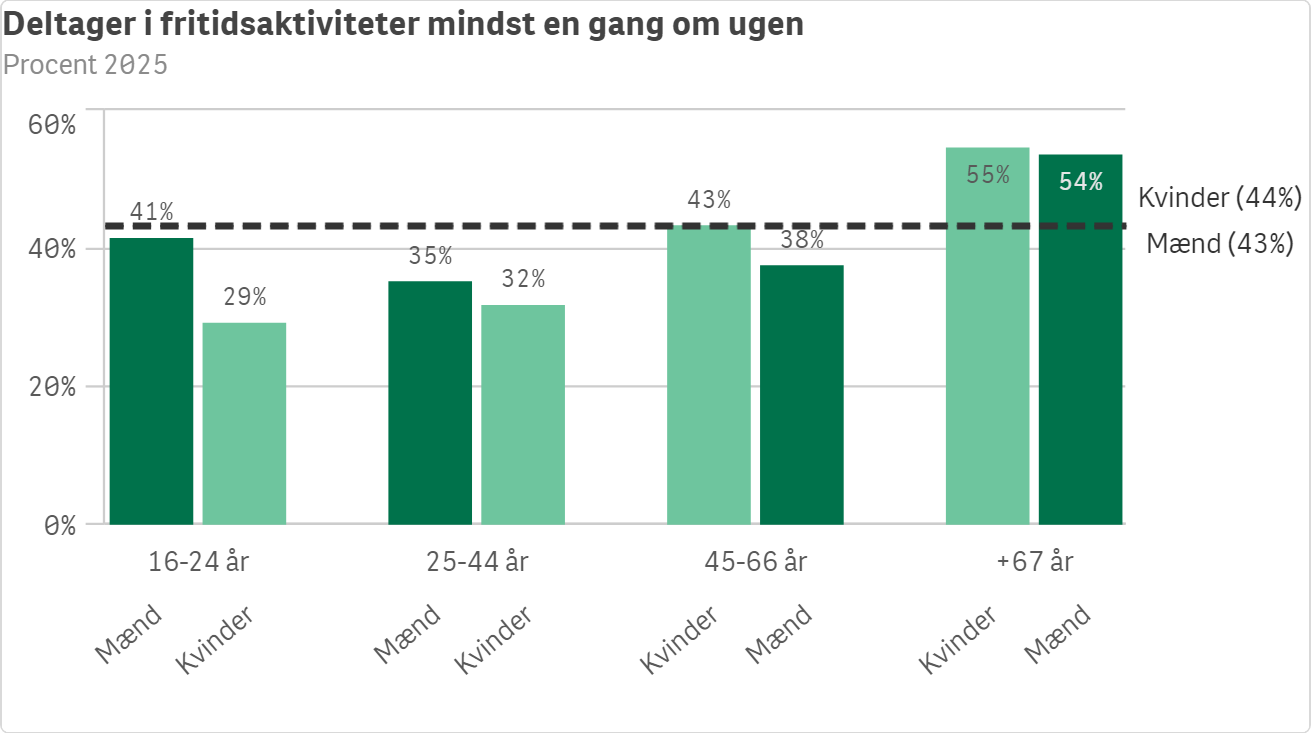 Deltager i fritidsaktiviteter mindst en gang om ugen
Procent 2025
60%
40%
20%
0%
41%
29%
35%
32%
43%
38%
55%
54%
Kvinder (44%)
Mænd (43%)
16-24 år
25-44 år
45-66 år
+67 år
Mænd
Kvinder
Mænd
Kvinder
Kvinder
Mænd
Kvinder
Mænd